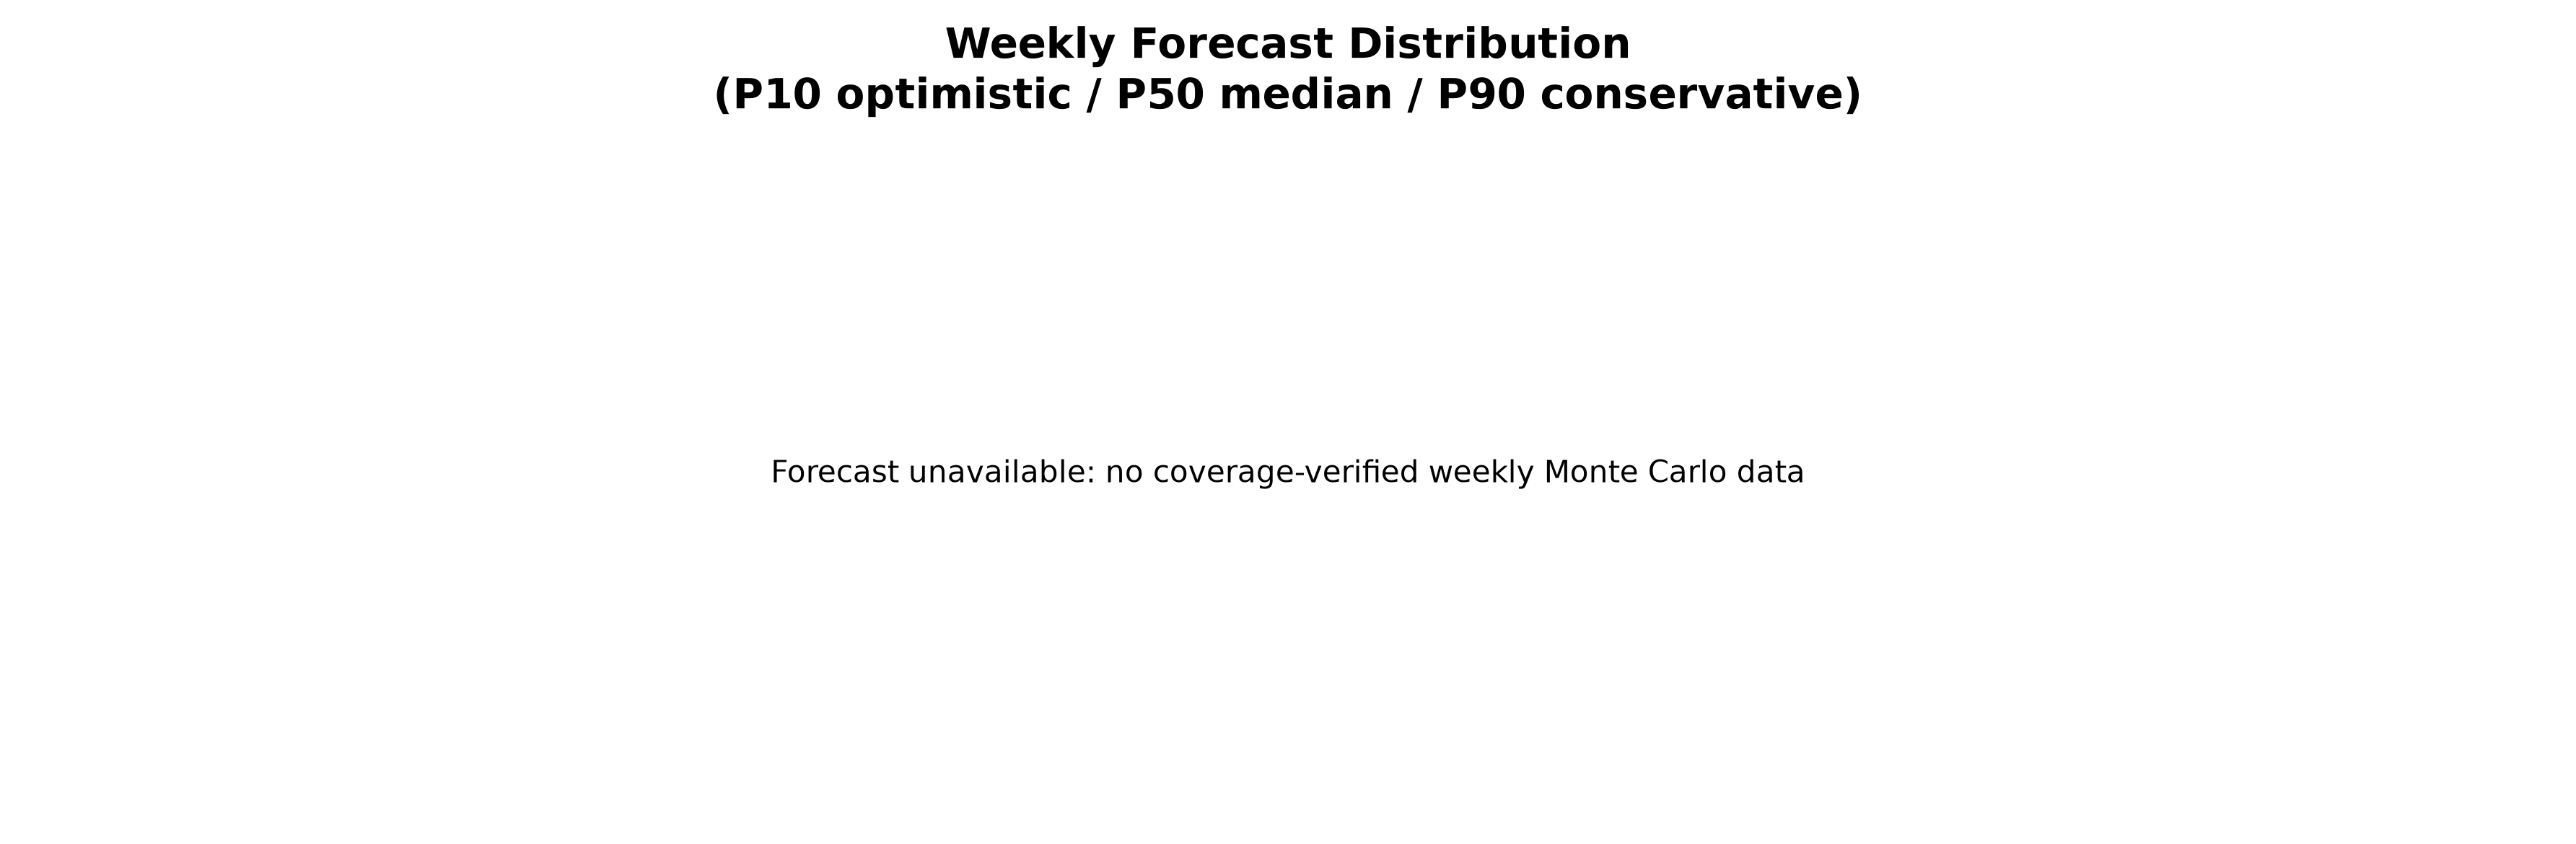 Weekly Forecast Distribution
(P10 optimistic / P50 median / P90 conservative)
Forecast unavailable: no coverage-verified weekly Monte Carlo data